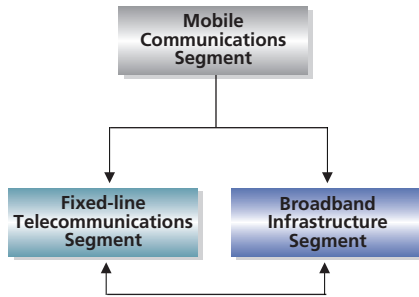 Mobile
Communications
Segment
Fixed-line
Telecommunications
Segment
Broadband
Infrastructure
Segment